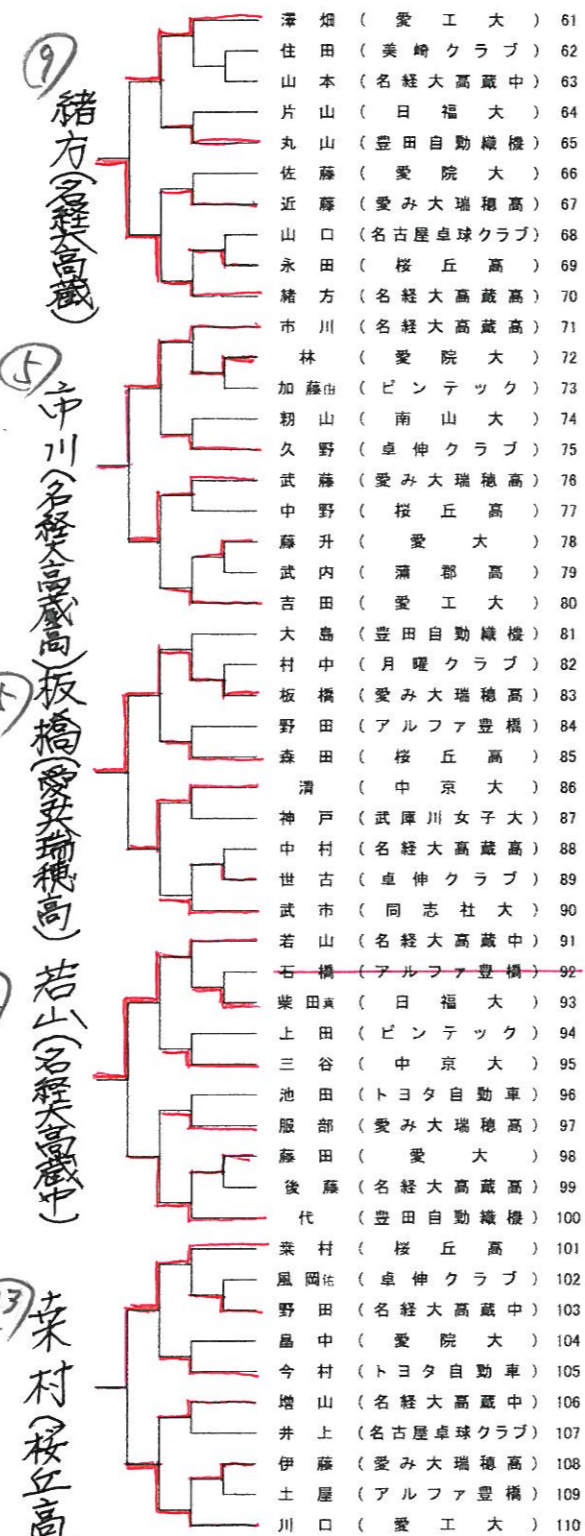 澤畑 (愛工大) 61
住田 (美崎クラブ) 62
山本 (名経大高蔵中) 63
片山 (日福大) 64
丸山 (豊田自動織機) 65
佐藤 (愛院大) 66
近藤 (愛み大瑞穂高) 67
山口 (名古屋卓球クラブ) 68
永田 (桜丘高) 69
緒方 (名経大高蔵高) 70
市川 (名経大高蔵高) 71
林 (愛院大) 72
加藤由 (ピンテック) 73
籾山 (南山大) 74
久野 (卓伸クラブ) 75
武藤 (愛み大瑞穂高) 76
中野 (桜丘高) 77
藤升 (愛大) 78
武内 (蒲郡高) 79
吉田 (愛工大) 80
大島 (豊田自動織機) 81
村中 (月曜クラブ) 82
板橋 (愛み大瑞穂高) 83
野田 (アルファ豊橋) 84
森田 (桜丘高) 85
(中京大) 86
神戸 (武庫川女子大) 87
中村 (名経大高蔵高) 88
世古 (卓伸クラブ) 89
武市 (同志社大) 90
若山 (名経大高蔵中) 91
石橋 (アルファ豊橋) 92
柴田真 (日福大) 93
上田 (ピンテック) 94
三谷 (中京大) 95
池田 (トヨタ自動車) 96
服部 (愛み大瑞穂高) 97
藤田 (愛大) 98
後藤 (名経大高蔵高) 99
代 (豊田自動織機) 100
桒村 (桜丘高) 101
風岡佑 (卓伸クラブ) 102
野田 (名経大高蔵中) 103
畠中 (愛院大) 104
今村 (トヨタ自動車) 105
増山 (名経大高蔵中) 106
井上 (名古屋卓球クラブ) 107
伊藤 (愛み大瑞穂高) 108
土屋 (アルファ豊橋) 109
川口 (愛工大) 110
⑨ 緒方(名経大高蔵)
⑤ 市川(名経大高蔵高)
板橋(愛み大瑞穂高)
若山(名経大高蔵中)
桒村(桜丘高